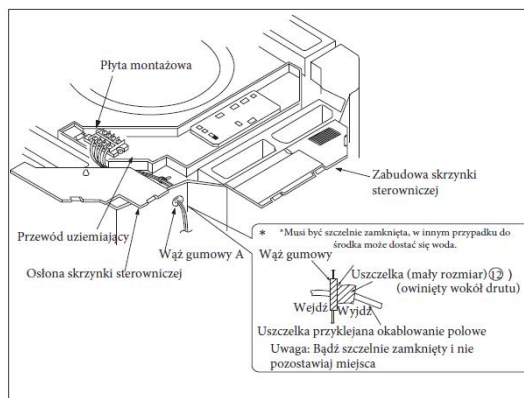 Płyta montażowa
Zabudowa skrzynki
sterowniczej
Przewód uziemiający
Wąż gumowy A
Osłona skrzynki sterowniczej
* *Musi być szczelnie zamknięta, w innym przypadku do
środka może dostać się woda.
Wąż gumowy
Uszczelka (mały rozmiar)⑫ )
(owinięty wokół drutu)
Wejdź
Wyjdź
Uszczelka przyklejana okablowanie polowe
Uwaga: Bądź szczelnie zamknięty i nie
pozostawiaj miejsca